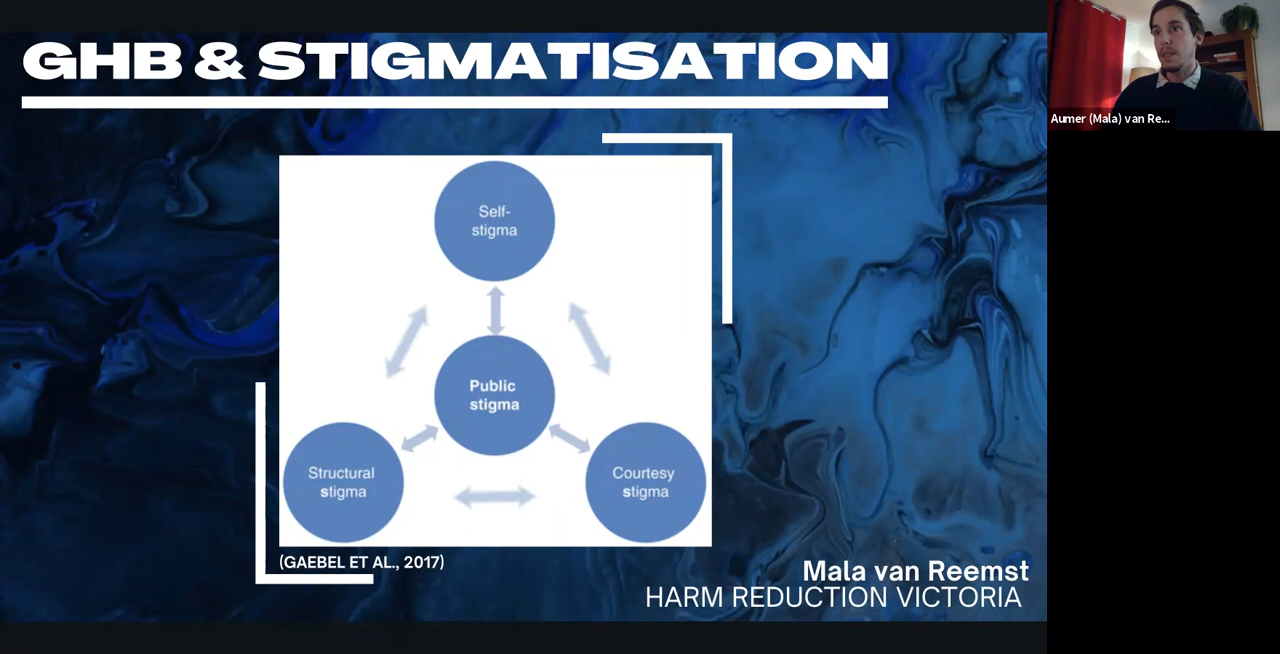 GHB & STIGMATISATION
Aumer (Mala) van Re...
Self-
stigma
Public
stigma
Structural
stigma
Courtesy
stigma
(GAEBEL ET AL., 2017)
Mala van Reemst
HARM REDUCTION VICTORIA